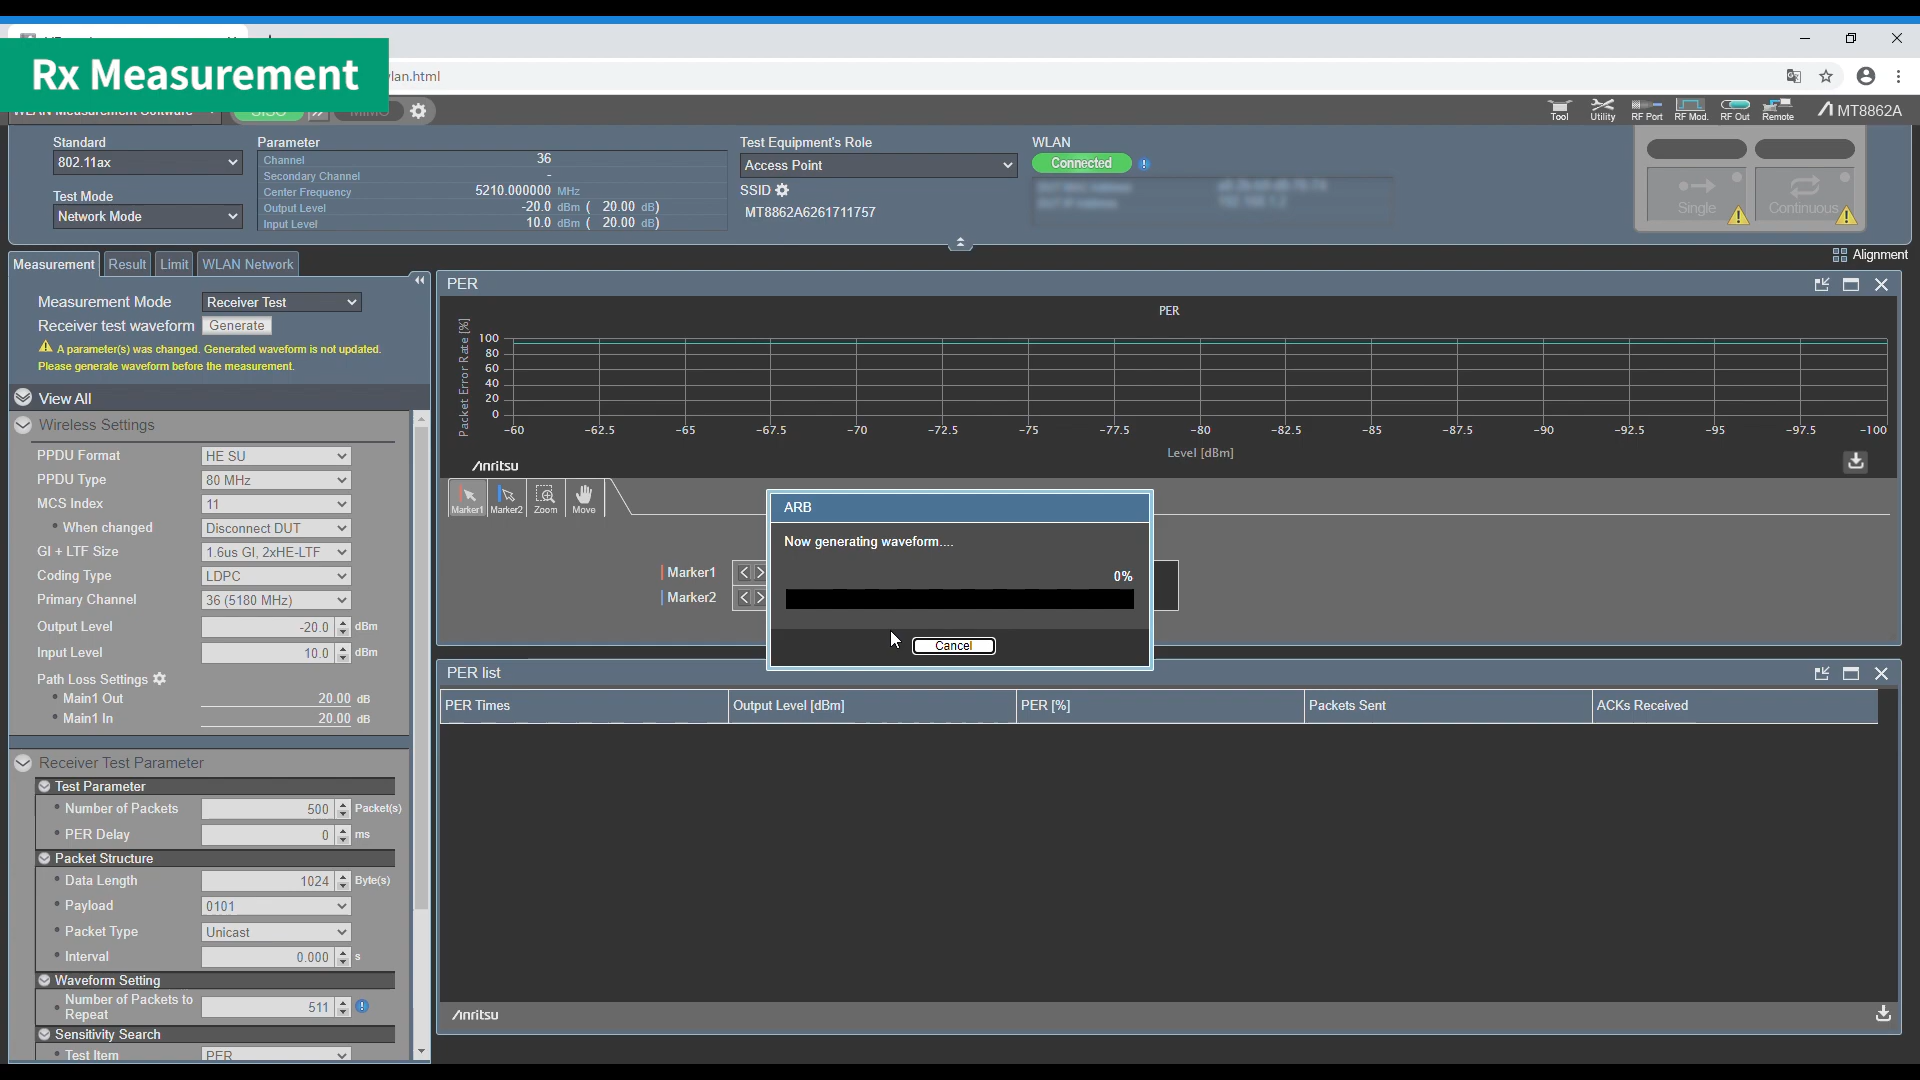 Rx Measurement
lan.html
WLAN Measurement Software
SISO
MIMO
Tool
Utility
RF Port
RF Mod.
RF Out
Remote
MT8862A
Standard
802.11ax
Test Mode
Network Mode
Parameter
Channel 36
Secondary Channel -
Center Frequency 5210.000000 MHz
Output Level -20.0 dBm ( 20.00 dB)
Input Level 10.0 dBm ( 20.00 dB)
Test Equipment's Role
Access Point
SSID
MT8862A6261711757
WLAN
Connected
Single
Continuous
Alignment
Measurement
Result
Limit
WLAN Network
Measurement Mode Receiver Test
Receiver test waveform Generate
A parameter(s) was changed. Generated waveform is not updated.
Please generate waveform before the measurement.
View All
Wireless Settings
PPDU Format HE SU
PPDU Type 80 MHz
MCS Index 11
When changed Disconnect DUT
GI + LTF Size 1.6us GI, 2xHE-LTF
Coding Type LDPC
Primary Channel 36 (5180 MHz)
Output Level -20.0 dBm
Input Level 10.0 dBm
Path Loss Settings
Main1 Out 20.00 dB
Main1 In 20.00 dB
Receiver Test Parameter
Test Parameter
Number of Packets 500 Packet(s)
PER Delay 0 ms
Packet Structure
Data Length 1024 Byte(s)
Payload 0101
Packet Type Unicast
Interval 0.000 s
Waveform Setting
Number of Packets to
Repeat 511
Sensitivity Search
Test Item PER
PER
PER
Packet Error Rate [%]
100
80
60
40
20
0
-60 -62.5 -65 -67.5 -70 -72.5 -75 -77.5 -80 -82.5 -85 -87.5 -90 -92.5 -95 -97.5 -100
Level [dBm]
Anritsu
Marker1
Marker2
Zoom
Move
Marker1 < >
Marker2 < >
ARB
Now generating waveform....
0%
Cancel
PER list
PER Times Output Level [dBm] PER [%] Packets Sent ACKs Received
Anritsu